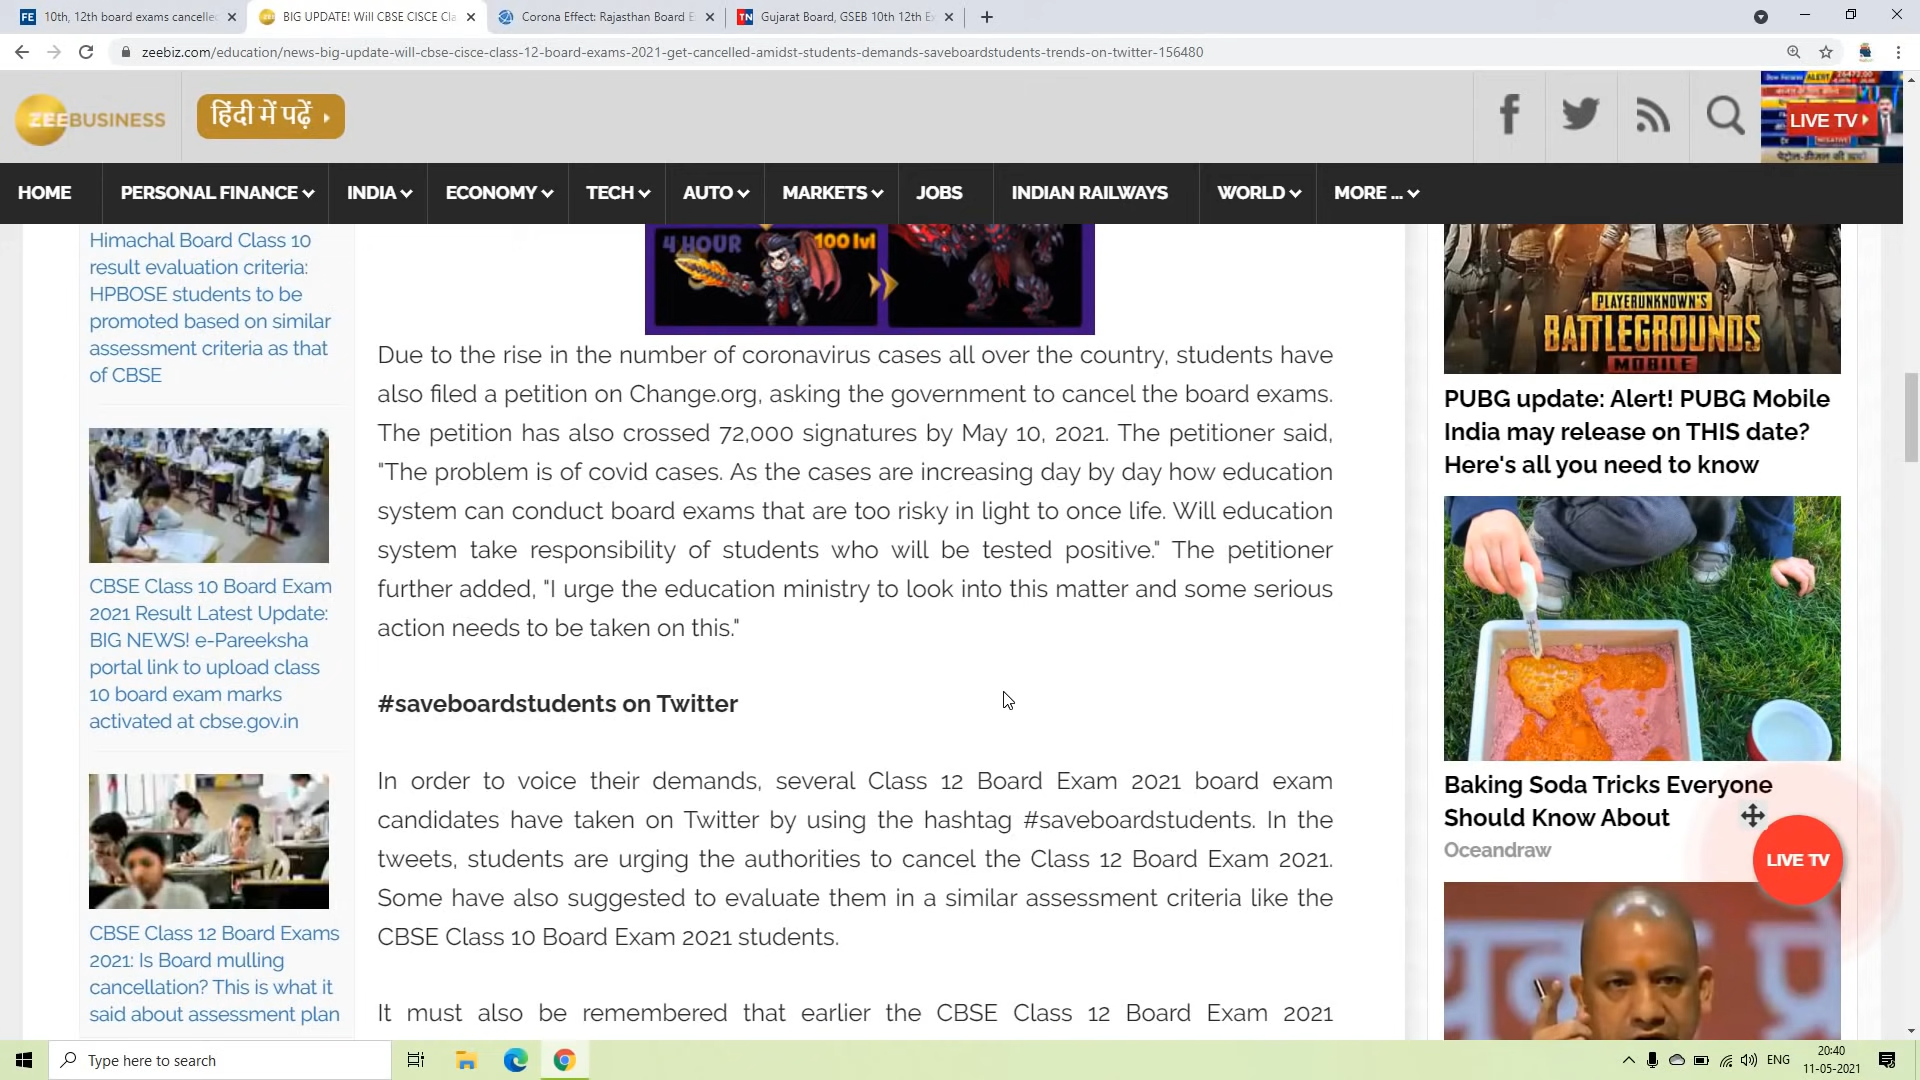 10th, 12th board exams cancelle
BIG UPDATE! Will CBSE CISCE Cla
Corona Effect: Rajasthan Board E
Gujarat Board, GSEB 10th 12th Ex
zeebiz.com/education/news-big-update-will-cbse-cisce-class-12-board-exams-2021-get-cancelled-amidst-students-demands-saveboardstudents-trends-on-twitter-156480
ZEEBUSINESS
हिंदी में पढ़ें
LIVE TV
HOME PERSONAL FINANCE INDIA ECONOMY TECH AUTO MARKETS JOBS INDIAN RAILWAYS WORLD MORE ...
Himachal Board Class 10
result evaluation criteria:
HPBOSE students to be
promoted based on similar
assessment criteria as that
of CBSE
CBSE Class 10 Board Exam
2021 Result Latest Update:
BIG NEWS! e-Pareeksha
portal link to upload class
10 board exam marks
activated at cbse.gov.in
CBSE Class 12 Board Exams
2021: Is Board mulling
cancellation? This is what it
said about assessment plan
4 HOUR 100 lvl
Due to the rise in the number of coronavirus cases all over the country, students have
also filed a petition on Change.org, asking the government to cancel the board exams.
The petition has also crossed 72,000 signatures by May 10, 2021. The petitioner said,
"The problem is of covid cases. As the cases are increasing day by day how education
system can conduct board exams that are too risky in light to once life. Will education
system take responsibility of students who will be tested positive." The petitioner
further added, "I urge the education ministry to look into this matter and some serious
action needs to be taken on this."
#saveboardstudents on Twitter
In order to voice their demands, several Class 12 Board Exam 2021 board exam
candidates have taken on Twitter by using the hashtag #saveboardstudents. In the
tweets, students are urging the authorities to cancel the Class 12 Board Exam 2021.
Some have also suggested to evaluate them in a similar assessment criteria like the
CBSE Class 10 Board Exam 2021 students.
It must also be remembered that earlier the CBSE Class 12 Board Exam 2021
PLAYERUNKNOWN'S
BATTLEGROUNDS
MOBILE
PUBG update: Alert! PUBG Mobile
India may release on THIS date?
Here's all you need to know
Baking Soda Tricks Everyone
Should Know About
Oceandraw
LIVE TV
Type here to search
ENG
20:40
11-05-2021